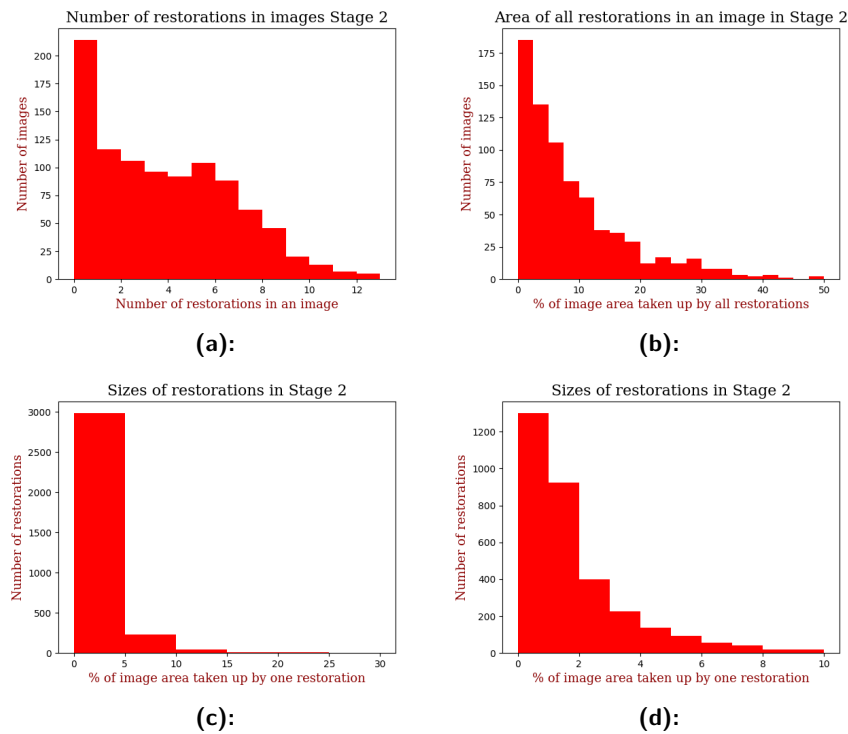 Number of restorations in images Stage 2
Number of images
200
175
150
125
100
75
50
25
0
0 2 4 6 8 10 12
Number of restorations in an image
(a):
Area of all restorations in an image in Stage 2
Number of images
175
150
125
100
75
50
25
0
0 10 20 30 40 50
% of image area taken up by all restorations
(b):
Sizes of restorations in Stage 2
Number of restorations
3000
2500
2000
1500
1000
500
0
0 5 10 15 20 25 30
% of image area taken up by one restoration
(c):
Sizes of restorations in Stage 2
Number of restorations
1200
1000
800
600
400
200
0
0 2 4 6 8 10
% of image area taken up by one restoration
(d):